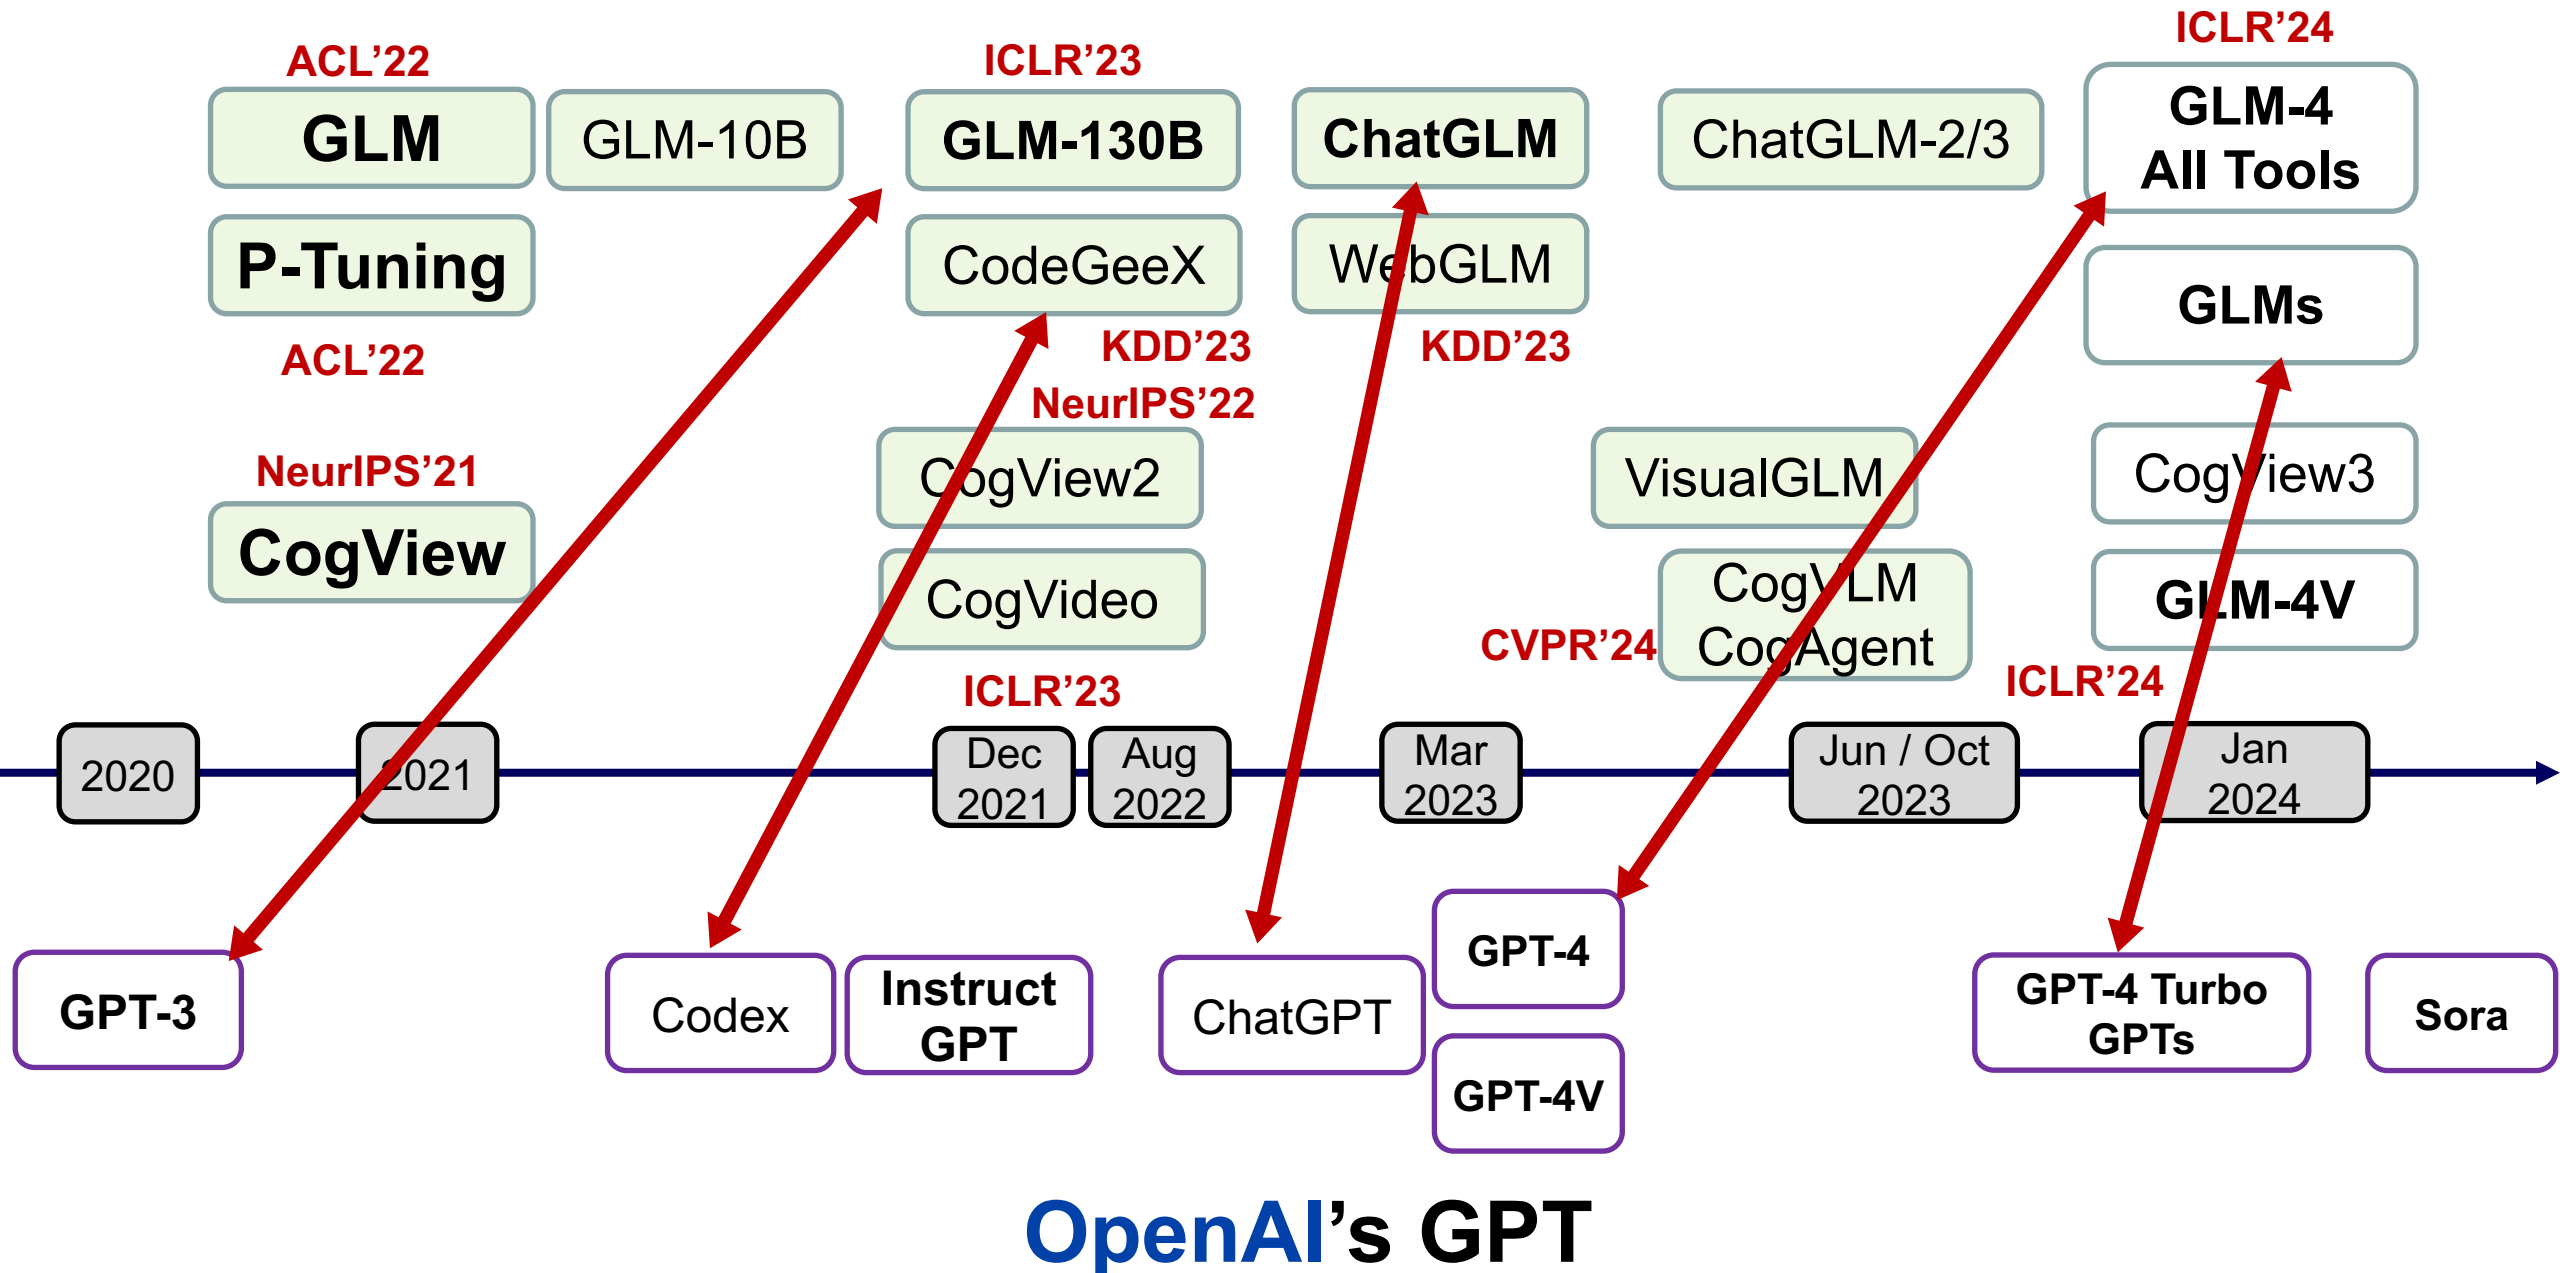 ACL’22
ICLR’23
ICLR’24
GLM
GLM-10B
GLM-130B
ChatGLM
ChatGLM-2/3
GLM-4
All Tools
P-Tuning
CodeGeeX
WebGLM
GLMs
ACL’22
KDD’23
KDD’23
NeurIPS’22
NeurIPS’21
CogView2
VisualGLM
CogView3
CogView
CogVideo
CogVLM
CogAgent
GLM-4V
CVPR’24
ICLR’23
ICLR’24
2020
2021
Dec
2021
Aug
2022
Mar
2023
Jun / Oct
2023
Jan
2024
GPT-3
Codex
Instruct
GPT
ChatGPT
GPT-4
GPT-4V
GPT-4 Turbo
GPTs
Sora
OpenAI’s GPT